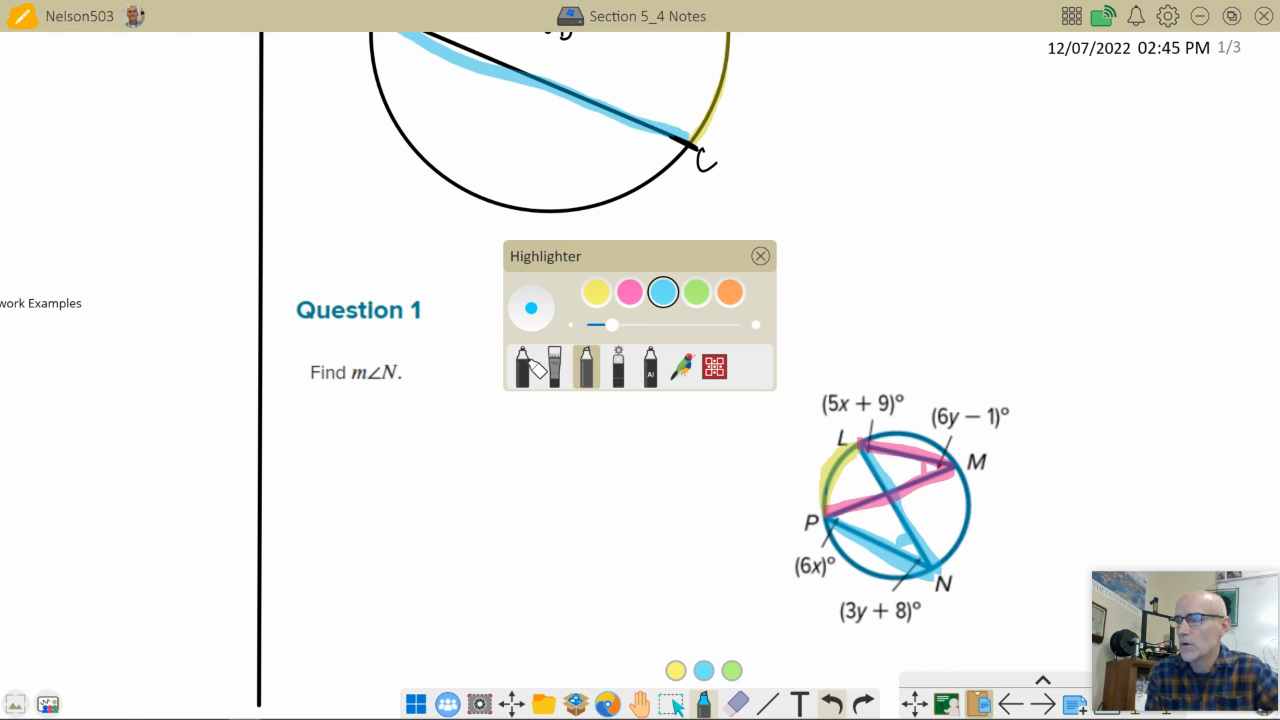 Nelson503
Section 5_4 Notes
12/07/2022 02:45 PM 1/3
C
Highlighter
AI
work Examples
Question 1
Find m∠N.
(5x + 9)°
(6y − 1)°
L
M
P
(6x)°
N
(3y + 8)°
T